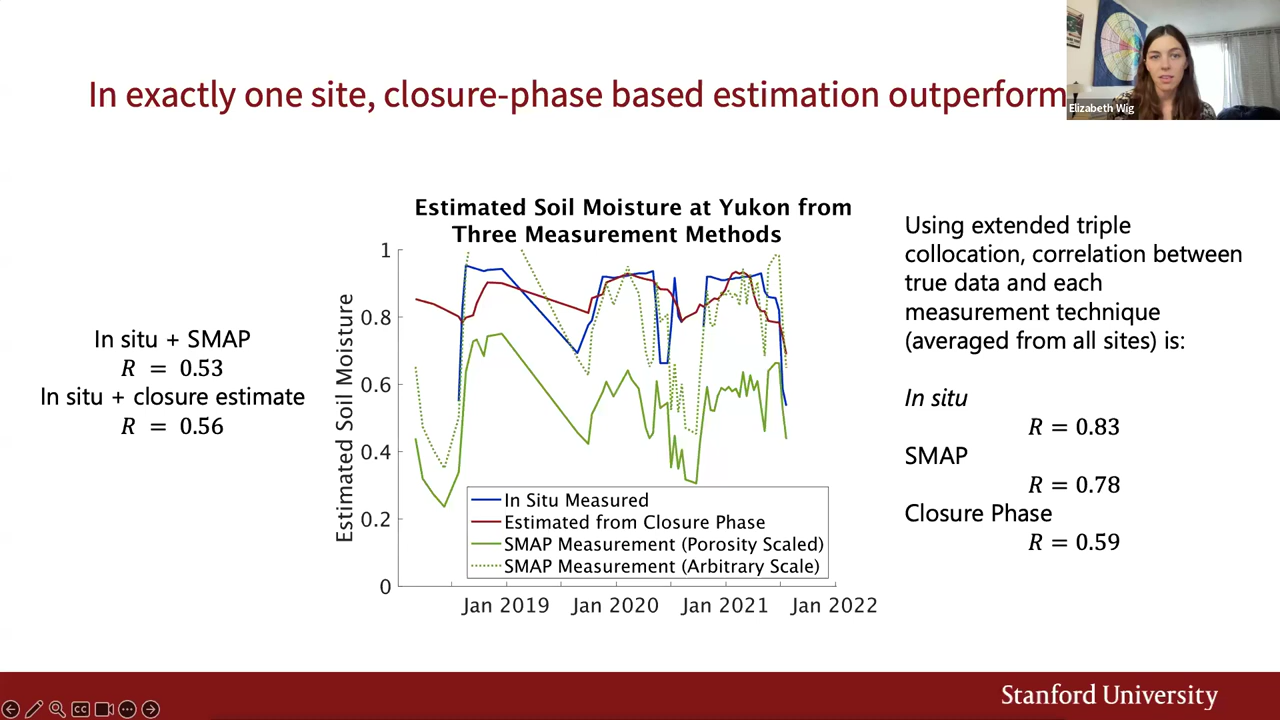 In exactly one site, closure-phase based estimation outperform
Elizabeth Wig
In situ + SMAP
R = 0.53
In situ + closure estimate
R = 0.56
Estimated Soil Moisture at Yukon from
Three Measurement Methods
Estimated Soil Moisture
1
0.8
0.6
0.4
0.2
0
In Situ Measured
Estimated from Closure Phase
SMAP Measurement (Porosity Scaled)
SMAP Measurement (Arbitrary Scale)
Jan 2019 Jan 2020 Jan 2021 Jan 2022
Using extended triple
collocation, correlation between
true data and each
measurement technique
(averaged from all sites) is:
In situ
R = 0.83
SMAP
R = 0.78
Closure Phase
R = 0.59
CC
Stanford University